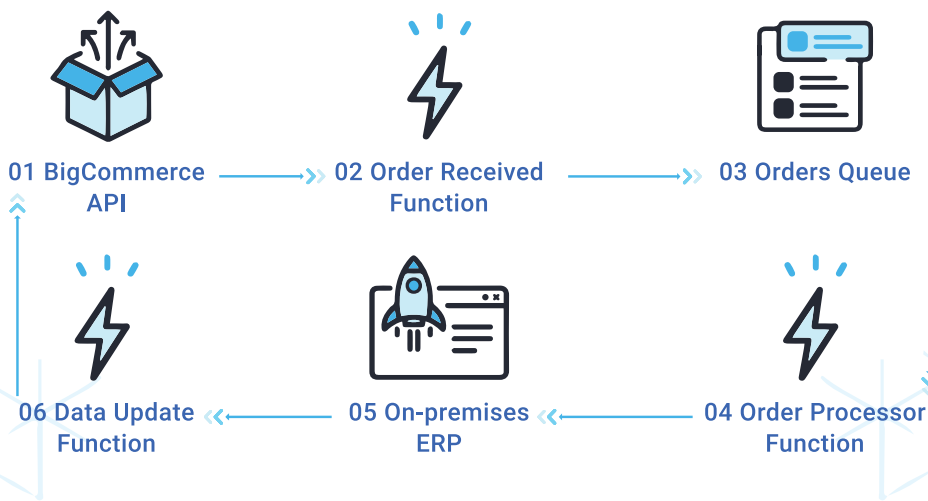 01 BigCommerce
API
02 Order Received
Function
03 Orders Queue
04 Order Processor
Function
05 On-premises
ERP
06 Data Update
Function